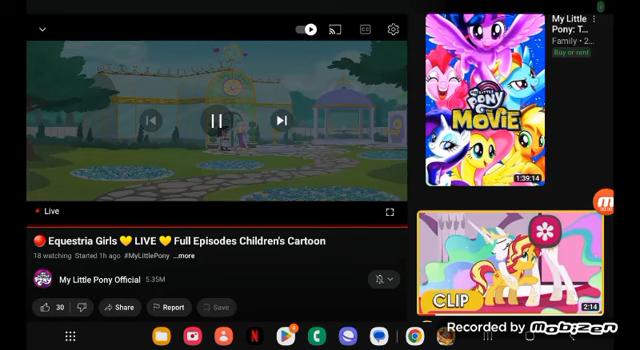 Live
🔴 Equestria Girls 💛 LIVE 💛 Full Episodes Children's Cartoon
18 watching Started 1h ago #MyLittlePony ...more
My Little Pony Official 5.35M
30 Share Report Save
My Little
Pony: T...
Family • 2...
Buy or rent
MY LITTLE
PONY
THE
MOVIE
1:39:14
CLIP
2:14
Recorded by mobizen